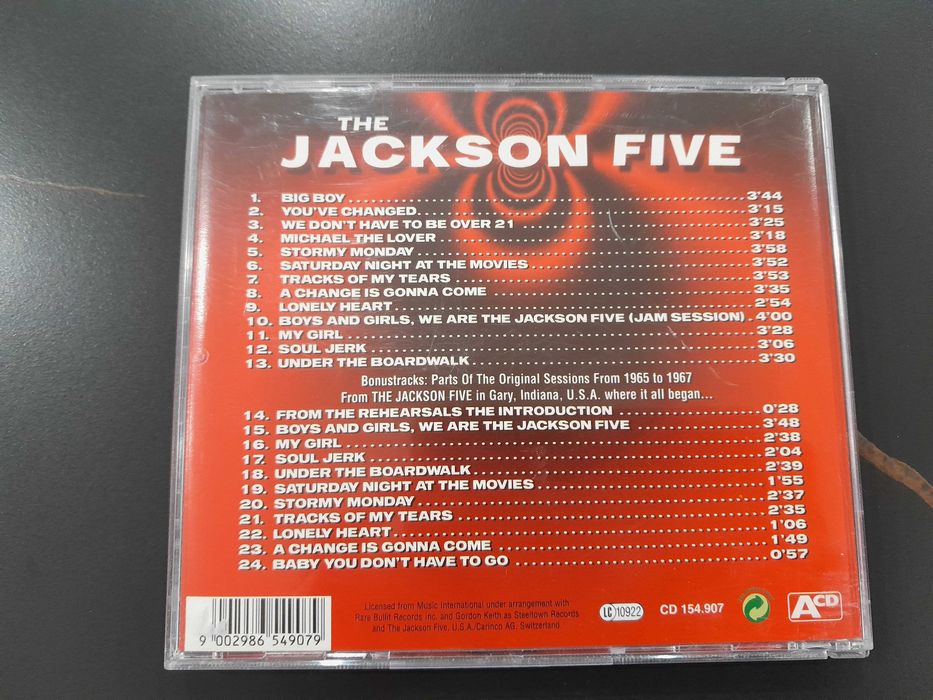 THE
JACKSON FIVE
1. BIG BOY 3'44
2. YOU'VE CHANGED 3'15
3. WE DON'T HAVE TO BE OVER 21 3'25
4. MICHAEL THE LOVER 3'18
5. STORMY MONDAY 3'58
6. SATURDAY NIGHT AT THE MOVIES 3'52
7. TRACKS OF MY TEARS 3'53
8. A CHANGE IS GONNA COME 3'35
9. LONELY HEART 2'54
10. BOYS AND GIRLS, WE ARE THE JACKSON FIVE (JAM SESSION) 4'00
11. MY GIRL 3'28
12. SOUL JERK 3'06
13. UNDER THE BOARDWALK 3'30
Bonustracks: Parts Of The Original Sessions From 1965 to 1967
From THE JACKSON FIVE in Gary, Indiana, U.S.A. where it all began...
14. FROM THE REHEARSALS THE INTRODUCTION 0'28
15. BOYS AND GIRLS, WE ARE THE JACKSON FIVE 3'48
16. MY GIRL 2'38
17. SOUL JERK 2'04
18. UNDER THE BOARDWALK 2'39
19. SATURDAY NIGHT AT THE MOVIES 1'55
20. STORMY MONDAY 2'37
21. TRACKS OF MY TEARS 2'35
22. LONELY HEART 1'06
23. A CHANGE IS GONNA COME 1'49
24. BABY YOU DON'T HAVE TO GO 0'57
9 002986 549079
Licensed from Music International under arrangement with
Rare Bullit Records Inc. and Gordon Keith as Steeltown Records
and The Jackson Five, U.S.A./Carinco AG, Switzerland
LC 10922
CD 154.907
ACD